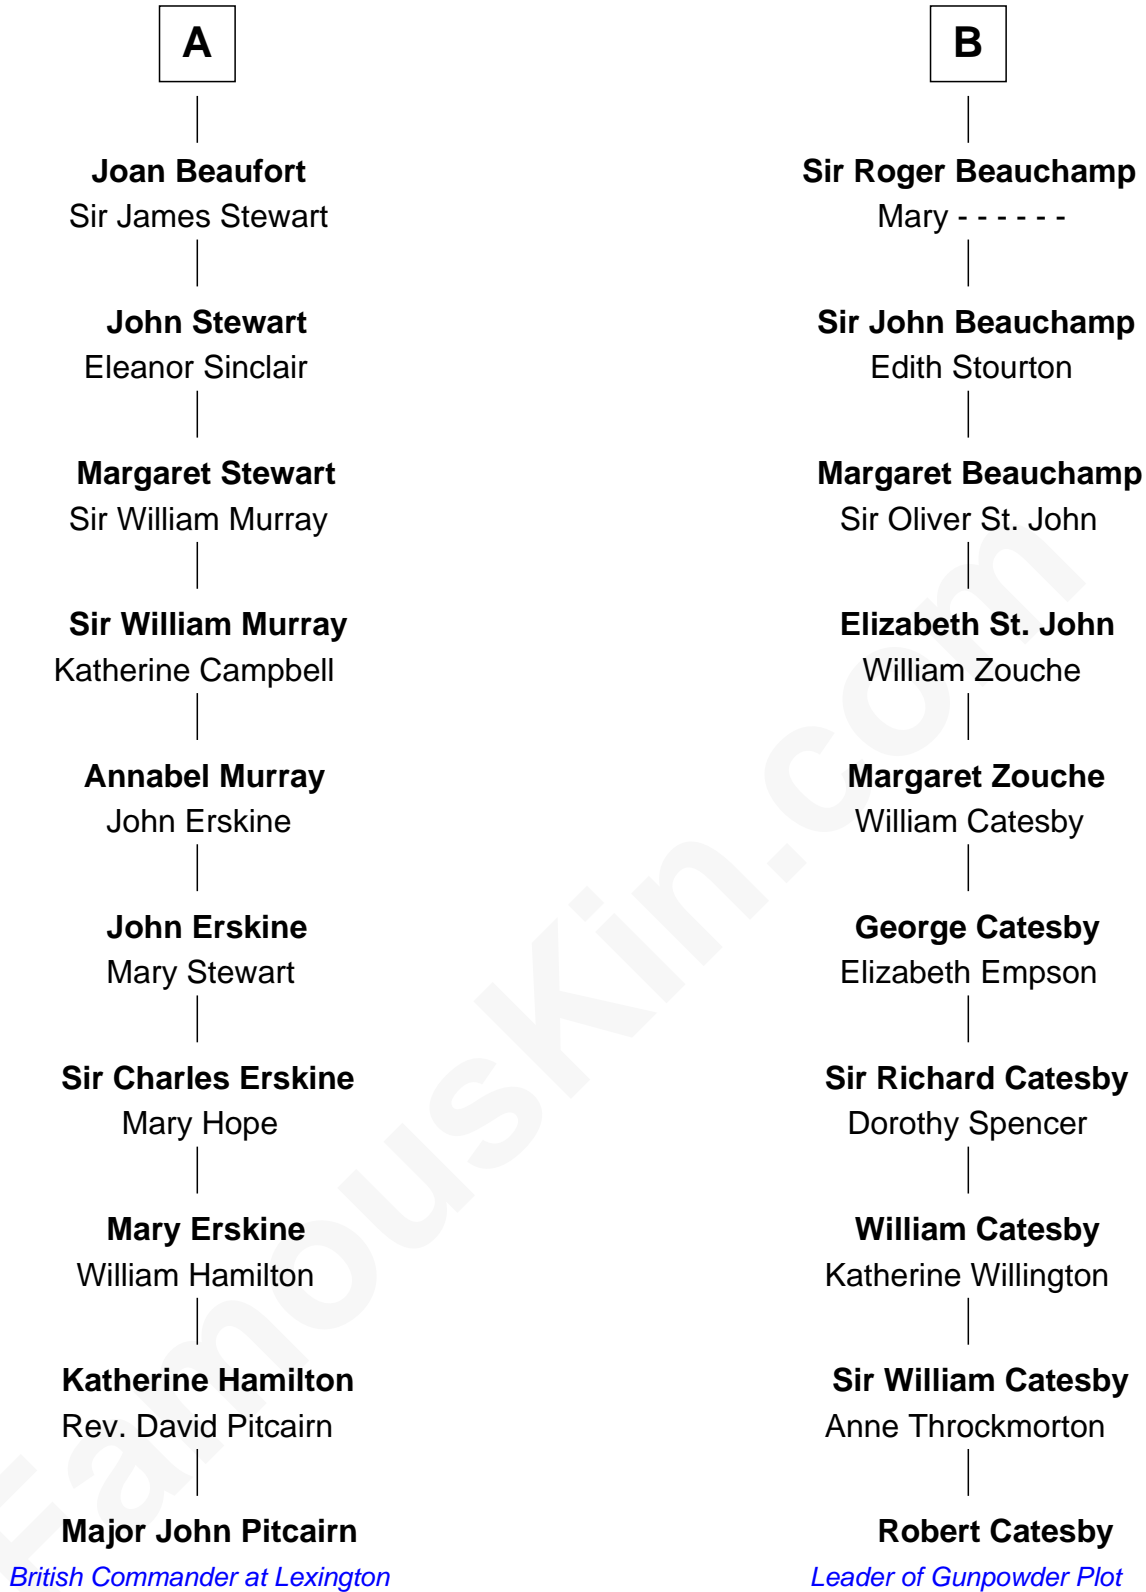 A
Joan Beaufort
Sir James Stewart
John Stewart
Eleanor Sinclair
Margaret Stewart
Sir William Murray
Sir William Murray
Katherine Campbell
Annabel Murray
John Erskine
John Erskine
Mary Stewart
Sir Charles Erskine
Mary Hope
Mary Erskine
William Hamilton
Katherine Hamilton
Rev. David Pitcairn
Major John Pitcairn
British Commander at Lexington
B
Sir Roger Beauchamp
Mary - - - - - -
Sir John Beauchamp
Edith Stourton
Margaret Beauchamp
Sir Oliver St. John
Elizabeth St. John
William Zouche
Margaret Zouche
William Catesby
George Catesby
Elizabeth Empson
Sir Richard Catesby
Dorothy Spencer
William Catesby
Katherine Willington
Sir William Catesby
Anne Throckmorton
Robert Catesby
Leader of Gunpowder Plot
FamousKin.com